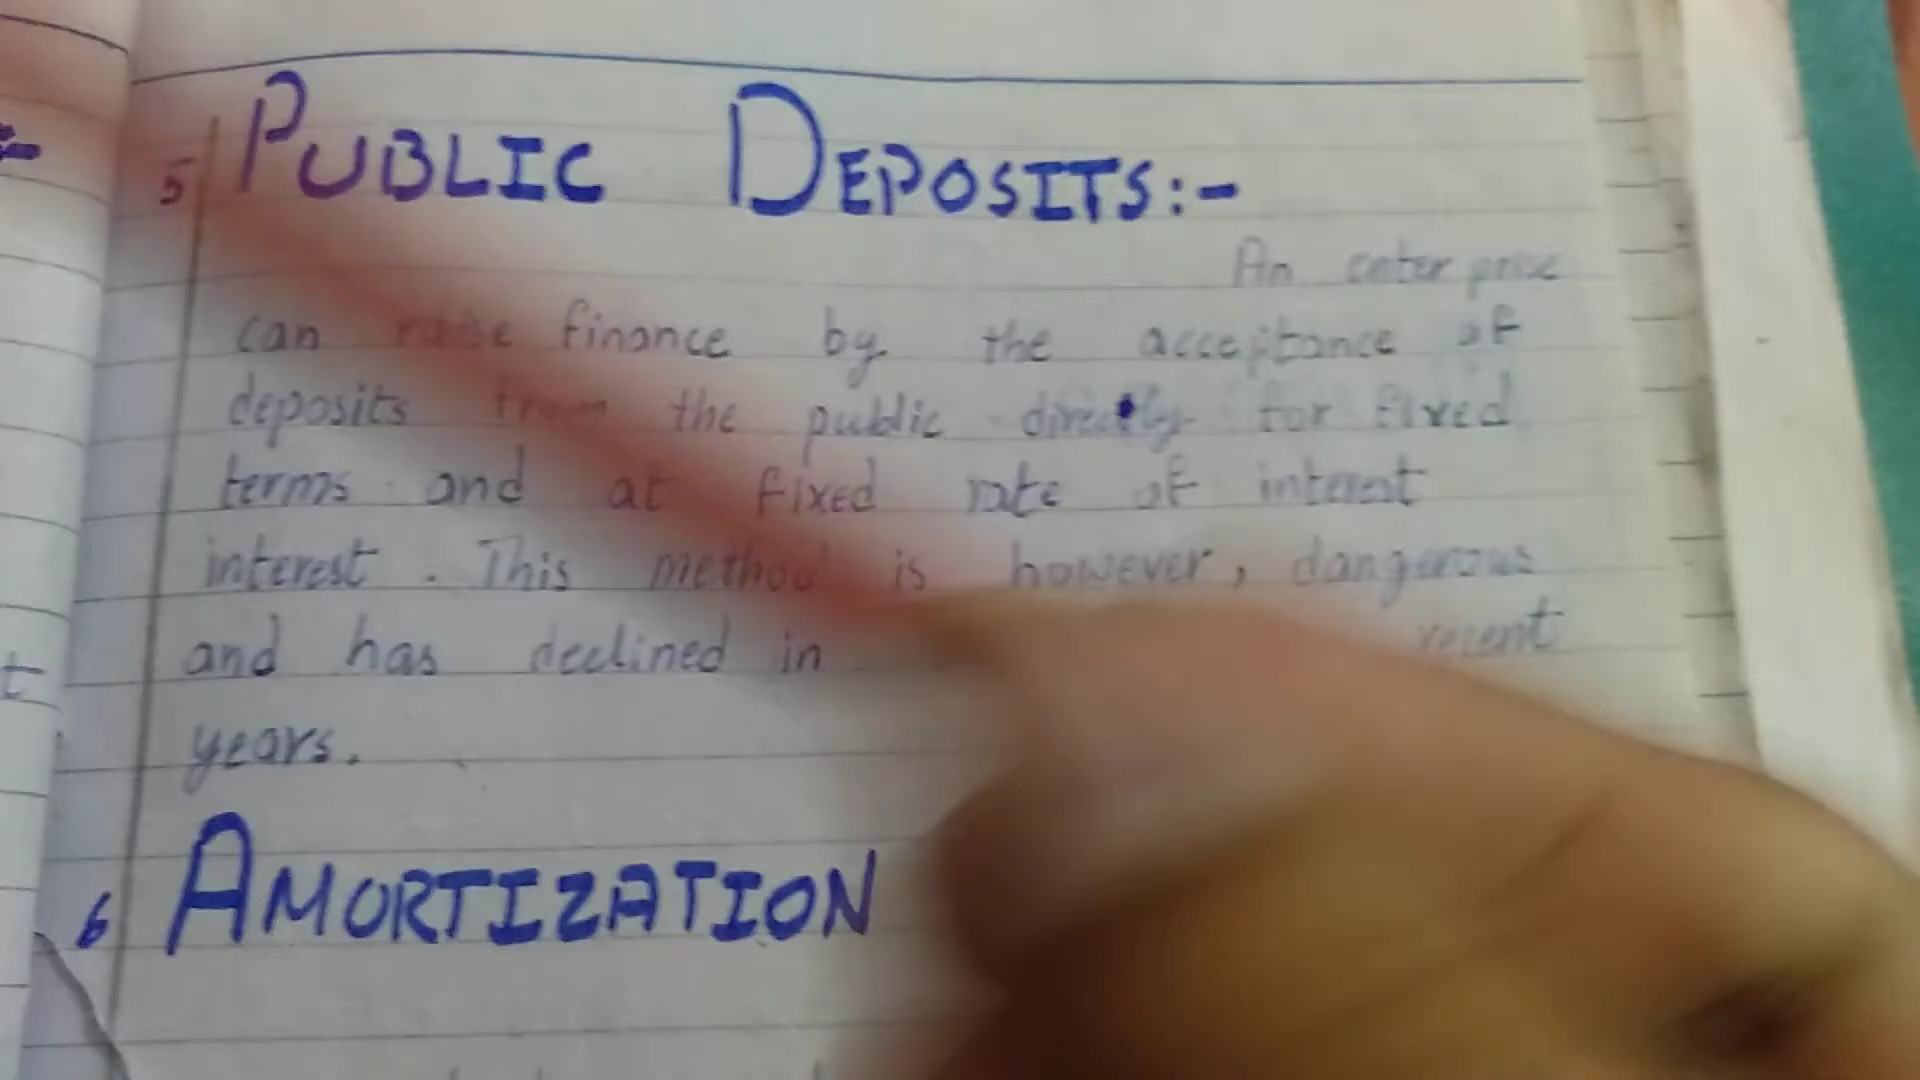 5 PUBLIC DEPOSITS:-
An enterprise
can raise finance by the acceptance of
deposits from the public directly for fixed
terms and at fixed rate of interest
interest. This method is however, dangerous
and has declined in recent
years.
6 AMORTIZATION